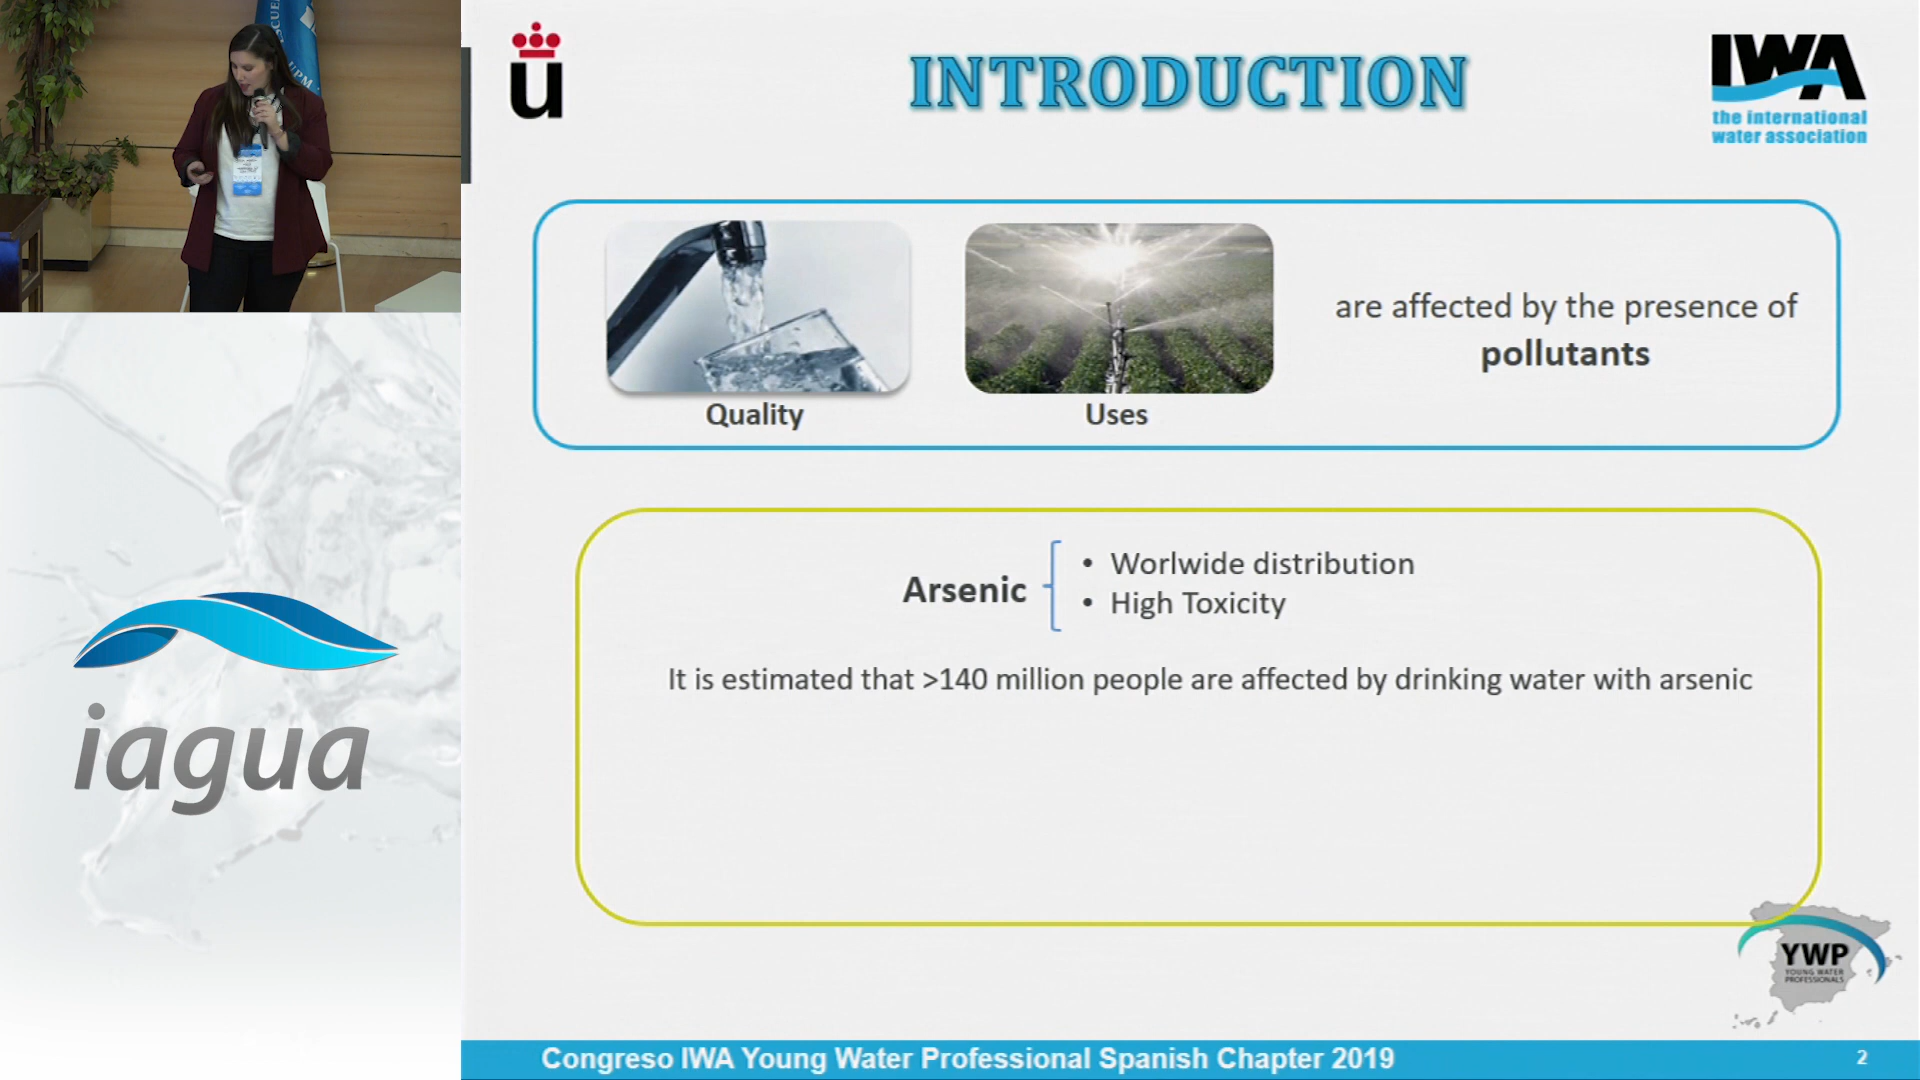 UPM
u
INTRODUCTION
IWA
the international
water association
are affected by the presence of
pollutants
Quality
Uses
Arsenic
• Worlwide distribution
• High Toxicity
It is estimated that >140 million people are affected by drinking water with arsenic
iagua
YWP
YOUNG WATER
PROFESSIONALS
Congreso IWA Young Water Professional Spanish Chapter 2019
2